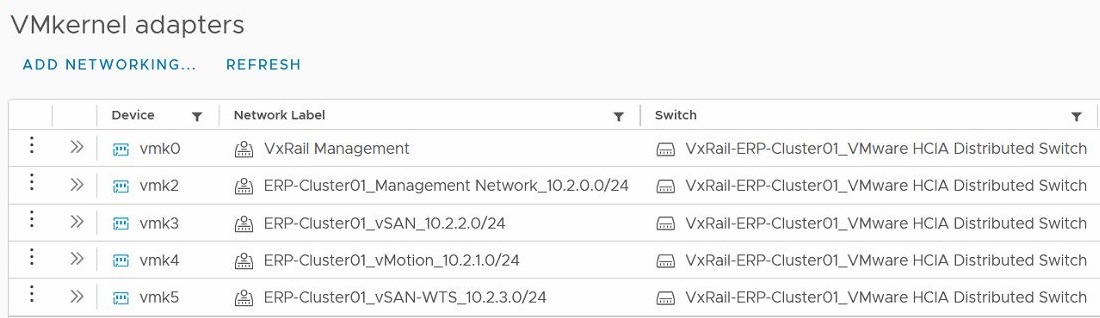 VMkernel adapters
ADD NETWORKING... REFRESH
Device Network Label Switch
vmk0 VxRail Management VxRail-ERP-Cluster01_VMware HCIA Distributed Switch
vmk2 ERP-Cluster01_Management Network_10.2.0.0/24 VxRail-ERP-Cluster01_VMware HCIA Distributed Switch
vmk3 ERP-Cluster01_vSAN_10.2.2.0/24 VxRail-ERP-Cluster01_VMware HCIA Distributed Switch
vmk4 ERP-Cluster01_vMotion_10.2.1.0/24 VxRail-ERP-Cluster01_VMware HCIA Distributed Switch
vmk5 ERP-Cluster01_vSAN-WTS_10.2.3.0/24 VxRail-ERP-Cluster01_VMware HCIA Distributed Switch